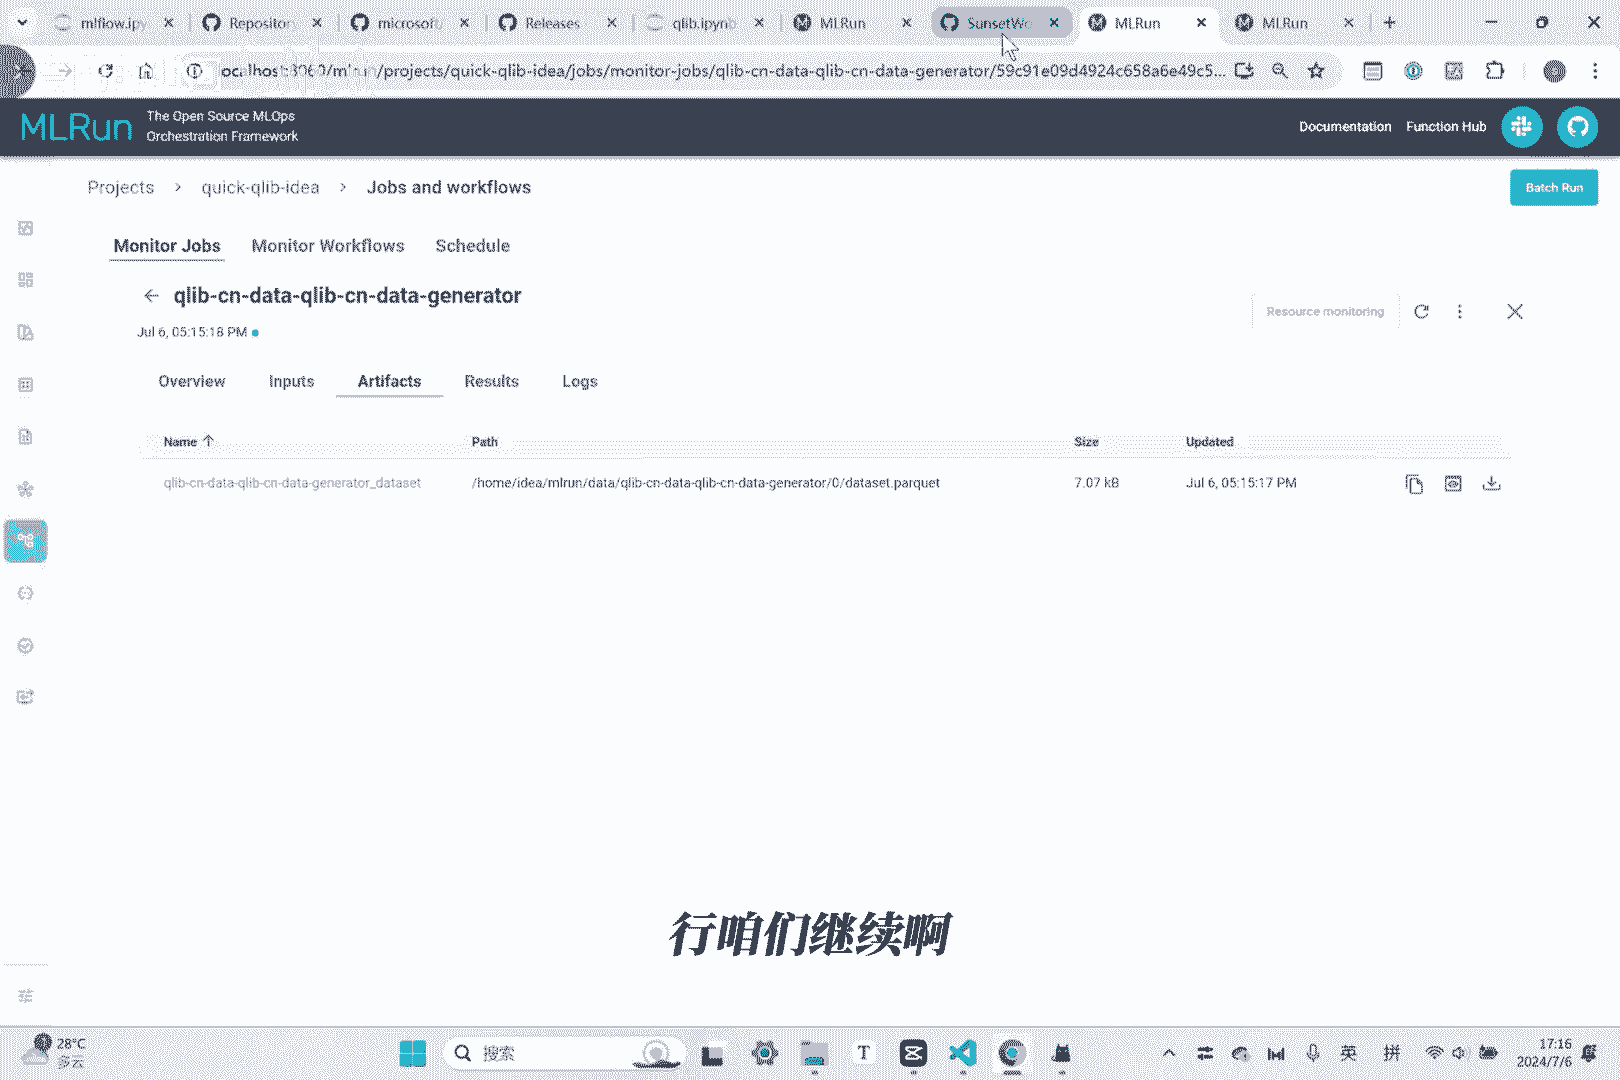 mlflow.ipy
Repository
microsoft/
Releases
qlib.ipynb
MLRun
SunsetWo
MLRun
MLRun
localhost:8060/mlrun/projects/quick-qlib-idea/jobs/monitor-jobs/qlib-cn-data-qlib-cn-data-generator/59c91e09d4924c658a6e49c5...
MLRun
The Open Source MLOps
Orchestration Framework
Documentation
Function Hub
Projects > quick-qlib-idea > Jobs and workflows
Batch Run
Monitor Jobs
Monitor Workflows
Schedule
qlib-cn-data-qlib-cn-data-generator
Jul 6, 05:15:18 PM
Resource monitoring
Overview
Inputs
Artifacts
Results
Logs
Name
Path
Size
Updated
qlib-cn-data-qlib-cn-data-generator_dataset
/home/idea/mlrun/data/qlib-cn-data-qlib-cn-data-generator/0/dataset.parquet
7.07 kB
Jul 6, 05:15:17 PM
行咱们继续啊
28°C
多云
搜索
英
拼
17:16
2024/7/6